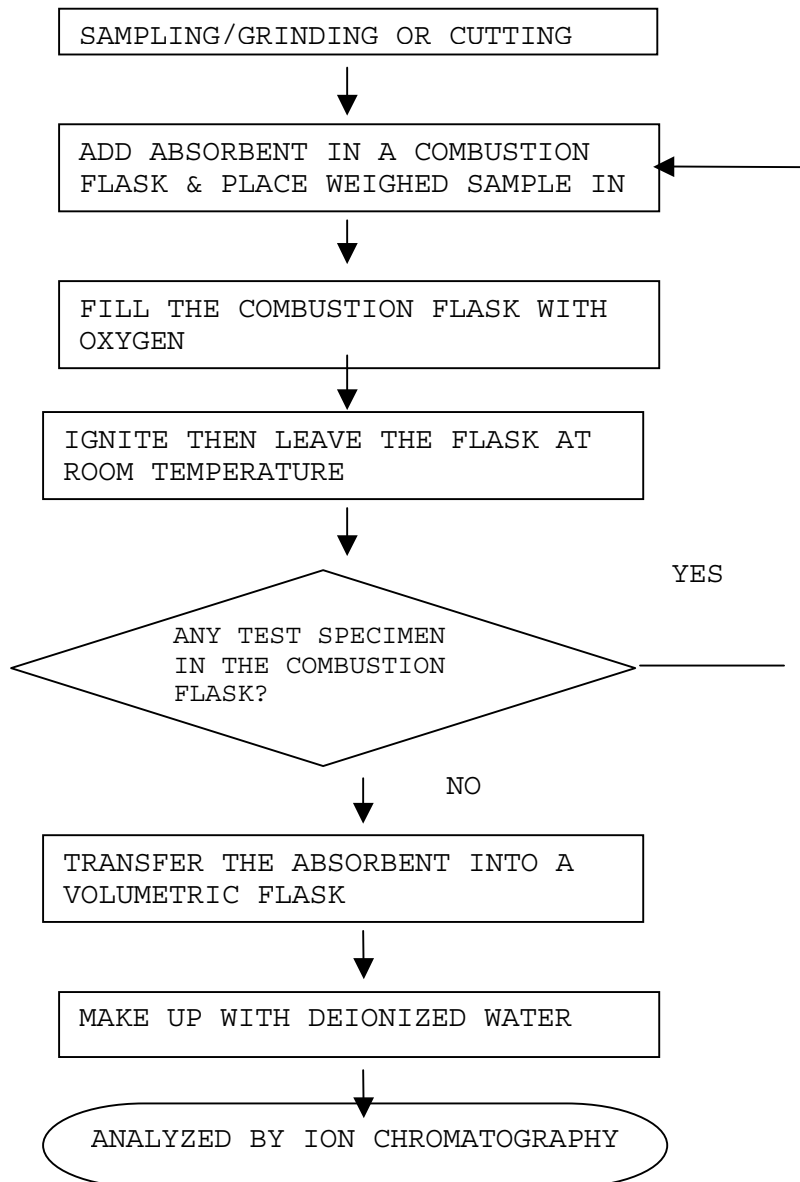 SAMPLING/GRINDING OR CUTTING
ADD ABSORBENT IN A COMBUSTION
FLASK & PLACE WEIGHED SAMPLE IN
FILL THE COMBUSTION FLASK WITH
OXYGEN
IGNITE THEN LEAVE THE FLASK AT
ROOM TEMPERATURE
YES
ANY TEST SPECIMEN
IN THE COMBUSTION
FLASK?
NO
TRANSFER THE ABSORBENT INTO A
VOLUMETRIC FLASK
MAKE UP WITH DEIONIZED WATER
ANALYZED BY ION CHROMATOGRAPHY